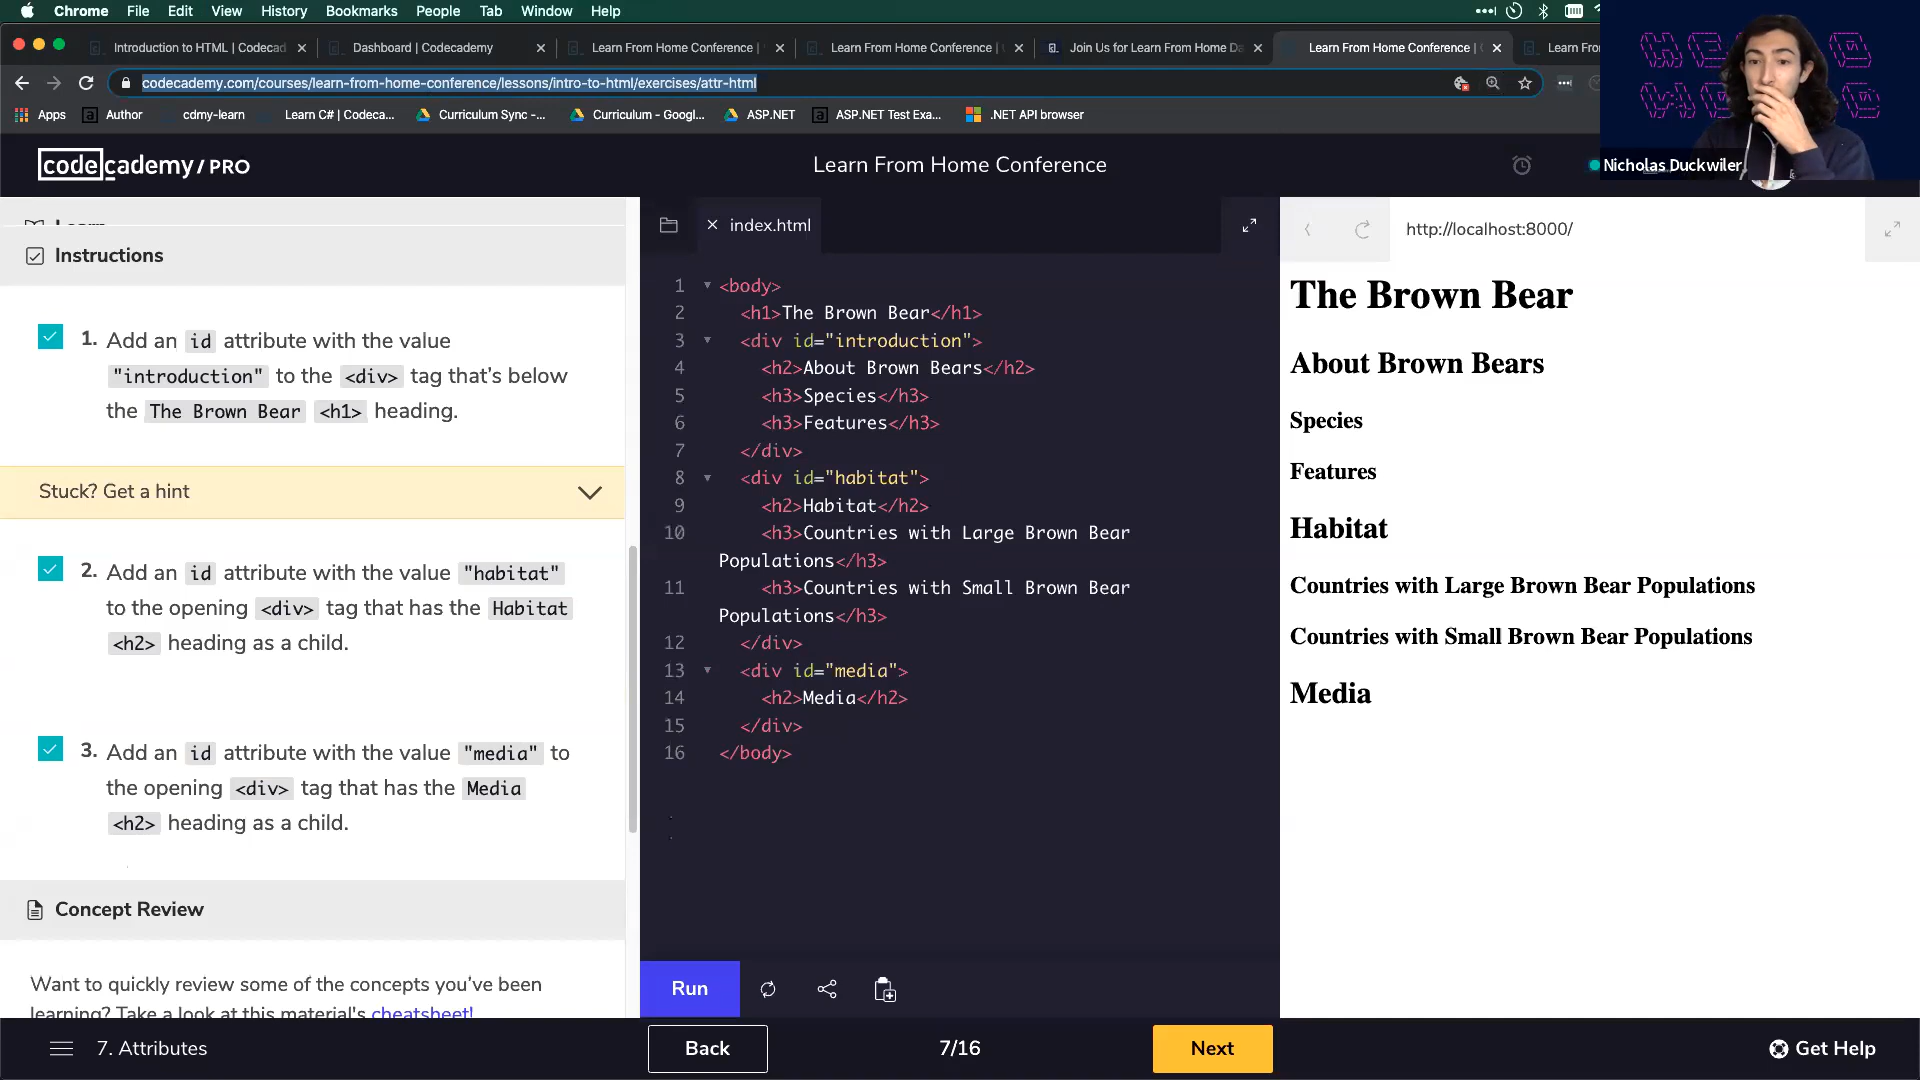 Chrome File Edit View History Bookmarks People Tab Window Help
Introduction to HTML | Codecad
Dashboard | Codecademy
Learn From Home Conference |
Learn From Home Conference |
Join Us for Learn From Home Da
Learn From Home Conference |
Learn Fro
codecademy.com/courses/learn-from-home-conference/lessons/intro-to-html/exercises/attr-html
Apps
Author
cdmy-learn
Learn C# | Codeca...
Curriculum Sync -...
Curriculum - Googl...
ASP.NET
ASP.NET Test Exa...
.NET API browser
Nicholas Duckwiler
codecademy / PRO
Learn From Home Conference
Learn
Instructions
1. Add an id attribute with the value
"introduction" to the <div> tag that's below
the The Brown Bear <h1> heading.
Stuck? Get a hint
2. Add an id attribute with the value "habitat"
to the opening <div> tag that has the Habitat
<h2> heading as a child.
3. Add an id attribute with the value "media" to
the opening <div> tag that has the Media
<h2> heading as a child.
Concept Review
Want to quickly review some of the concepts you've been
learning? Take a look at this material's cheatsheet!
index.html
1 <body>
2 <h1>The Brown Bear</h1>
3 <div id="introduction">
4 <h2>About Brown Bears</h2>
5 <h3>Species</h3>
6 <h3>Features</h3>
7 </div>
8 <div id="habitat">
9 <h2>Habitat</h2>
10 <h3>Countries with Large Brown Bear
Populations</h3>
11 <h3>Countries with Small Brown Bear
Populations</h3>
12 </div>
13 <div id="media">
14 <h2>Media</h2>
15 </div>
16 </body>
Run
http://localhost:8000/
The Brown Bear
About Brown Bears
Species
Features
Habitat
Countries with Large Brown Bear Populations
Countries with Small Brown Bear Populations
Media
7. Attributes
Back
7/16
Next
Get Help